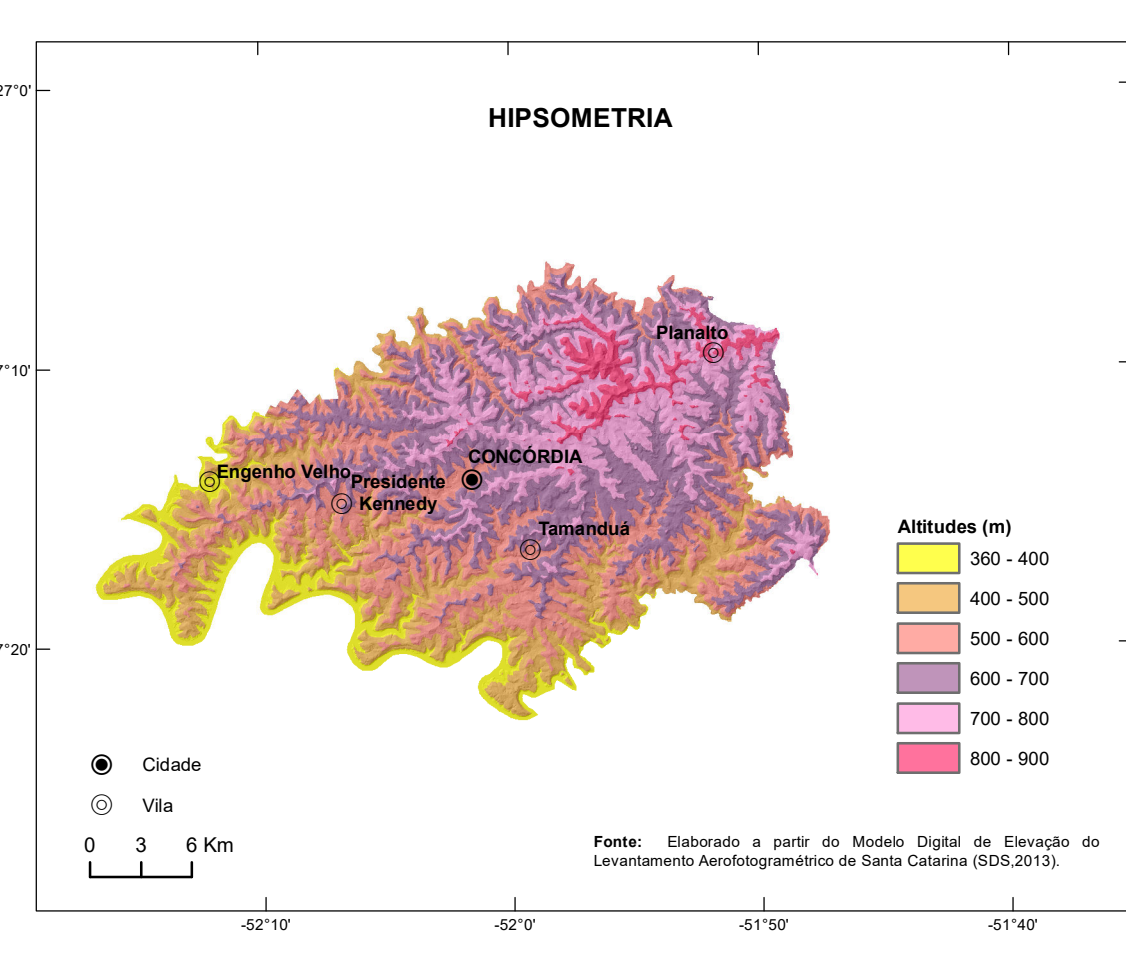 27°0'
HIPSOMETRIA
Planalto
7°10'
CONCÓRDIA
Engenho Velho
Presidente
Kennedy
Tamanduá
Altitudes (m)
360 - 400
400 - 500
500 - 600
600 - 700
700 - 800
800 - 900
7°20'
Cidade
Vila
0 3 6 Km
Fonte: Elaborado a partir do Modelo Digital de Elevação do
Levantamento Aerofotogramétrico de Santa Catarina (SDS,2013).
-52°10' -52°0' -51°50' -51°40'